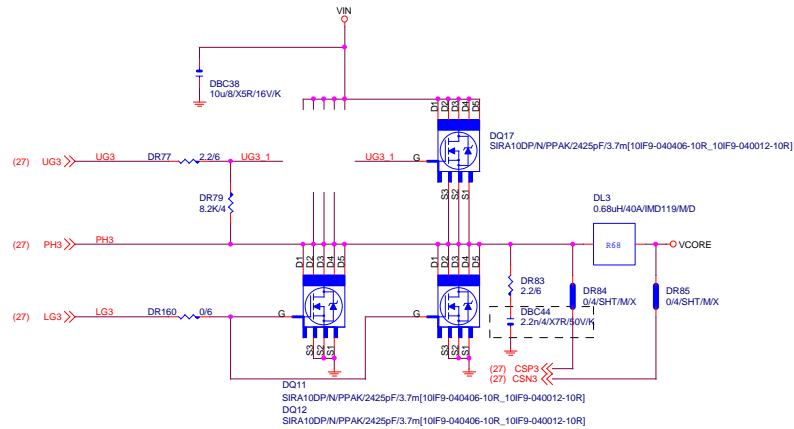 VIN
DBC38
10u/8/X5R/16V/K
D1 D2 D3 D4 D5
DQ17
SIRA10DP/N/PPAK/2425pF/3.7m[10IF9-040406-10R_10IF9-040012-10R]
(27) UG3 UG3 DR77 2.2/6 UG3_1 UG3_1 G
S3 S2 S1
DR79
8.2K/4
DL3
0.68uH/40A/IMD119/M/D
R68
(27) PH3 PH3 VCORE
D1 D2 D3 D4 D5 D1 D2 D3 D4 D5
DR83
2.2/6
DR84
0/4/SHT/M/X
DR85
0/4/SHT/M/X
(27) LG3 LG3 DR160 0/6 G G
DBC44
2.2n/4/X7R/50V/K
S3 S2 S1 S3 S2 S1
(27) CSP3
(27) CSN3
DQ11
SIRA10DP/N/PPAK/2425pF/3.7m[10IF9-040406-10R_10IF9-040012-10R]
DQ12
SIRA10DP/N/PPAK/2425pF/3.7m[10IF9-040406-10R_10IF9-040012-10R]